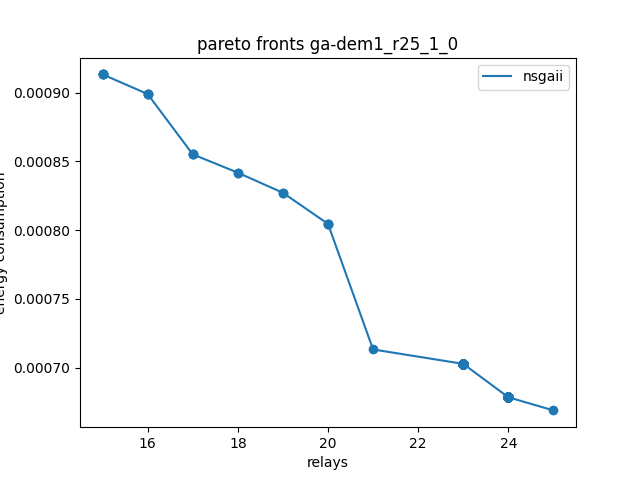 pareto fronts ga-dem1_r25_1_0
nsgaii
0.00090
0.00085
0.00080
0.00075
0.00070
energy consumption
16 18 20 22 24
relays